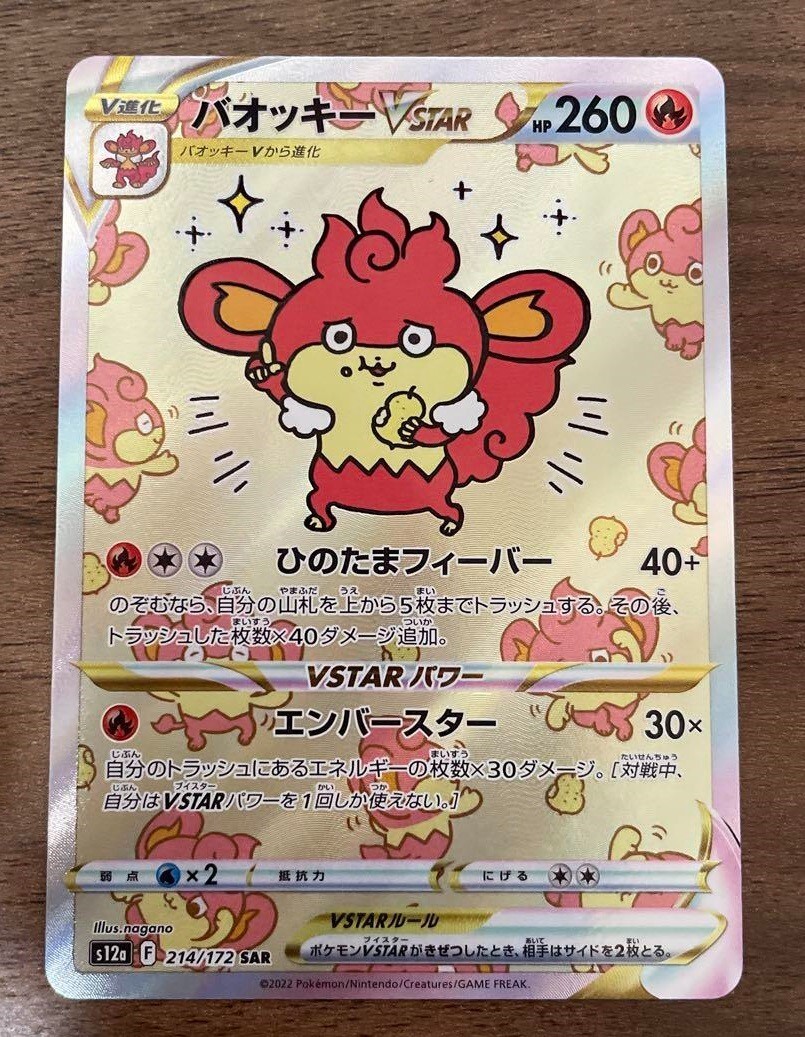 V進化
バオッキー VSTAR
HP 260
バオッキーVから進化
ひのたまフィーバー 40+
のぞむなら、自分の山札を上から5枚までトラッシュする。その後、
トラッシュした枚数×40ダメージ追加。
VSTARパワー
エンバースター 30×
自分のトラッシュにあるエネルギーの枚数×30ダメージ。[対戦中、
自分はVSTARパワーを1回しか使えない。]
弱点 ×2 抵抗力 にげる
Illus.nagano
VSTARルール
s12a F 214/172 SAR
ポケモンVSTARがきぜつしたとき、相手はサイドを2枚とる。
©2022 Pokémon/Nintendo/Creatures/GAME FREAK.